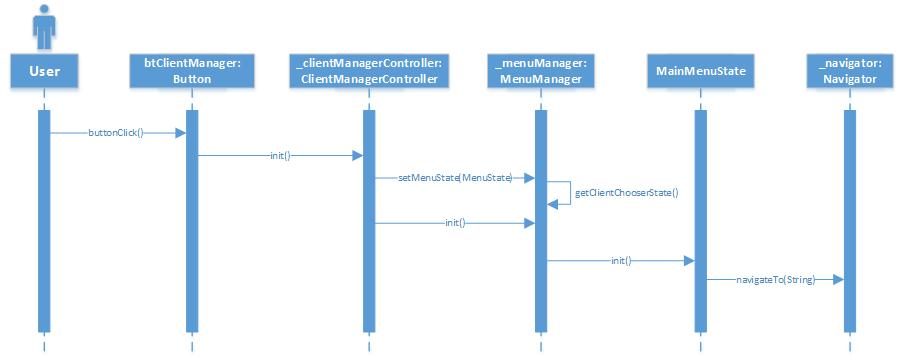 User
btClientManager:
Button
_clientManagerController:
ClientManagerController
_menuManager:
MenuManager
MainMenuState
_navigator:
Navigator
buttonClick()
init()
setMenuState(MenuState)
getClientChooserState()
init()
init()
navigateTo(String)